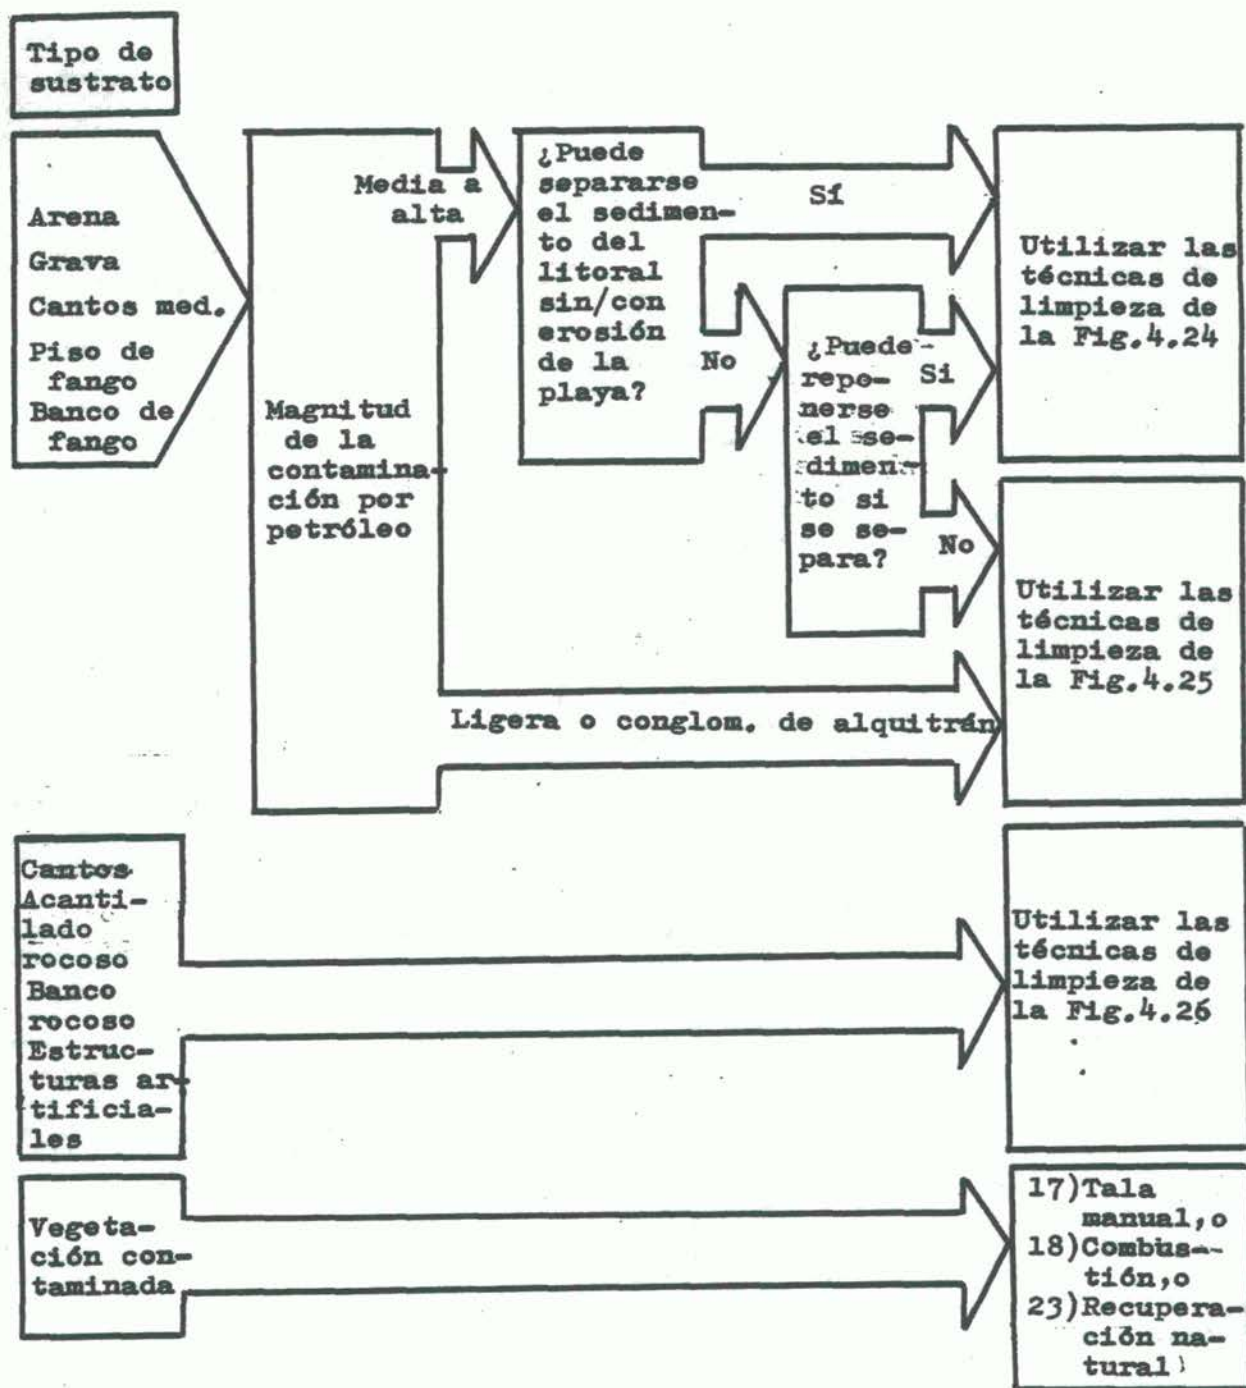 Tipo de
sustrato
Arena
Grava
Cantos med.
Piso de
fango
Banco de
fango
Magnitud
de la
contamina-
ción por
petróleo
Media a
alta
¿Puede
separarse
el sedimen-
to del
litoral
sin/con
erosión
de la
playa?
Sí
No
¿Puede
repo-
nerse
el se-
dimen-
to si
se se-
para?
Si
No
Utilizar las
técnicas de
limpieza de
la Fig.4.24
Utilizar las
técnicas de
limpieza de
la Fig.4.25
Ligera o conglom. de alquitrán
Cantos
Acanti-
lado
rocoso
Banco
rocoso
Estruc-
turas ar-
tificia-
les
Utilizar las
técnicas de
limpieza de
la Fig.4.26
Vegeta-
ción con-
taminada
17)Tala
manual,o
18)Combus-
tión,o
23)Recupera-
ción na-
tural)